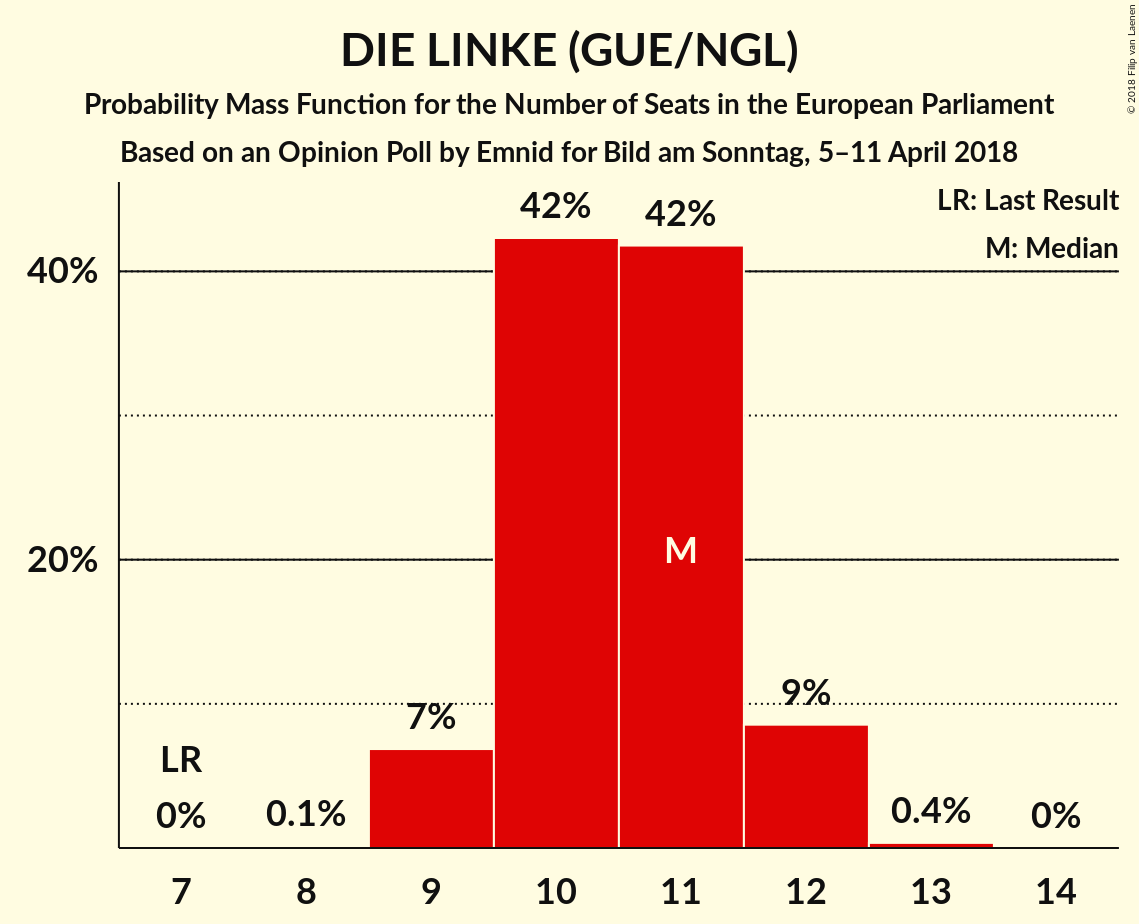 DIE LINKE (GUE/NGL)
Probability Mass Function for the Number of Seats in the European Parliament
Based on an Opinion Poll by Emnid for Bild am Sonntag, 5–11 April 2018
© 2018 Filip van Laenen
LR: Last Result
M: Median
42%
42%
40%
M
20%
9%
7%
LR
0%
0.1%
0.4%
0%
7 8 9 10 11 12 13 14